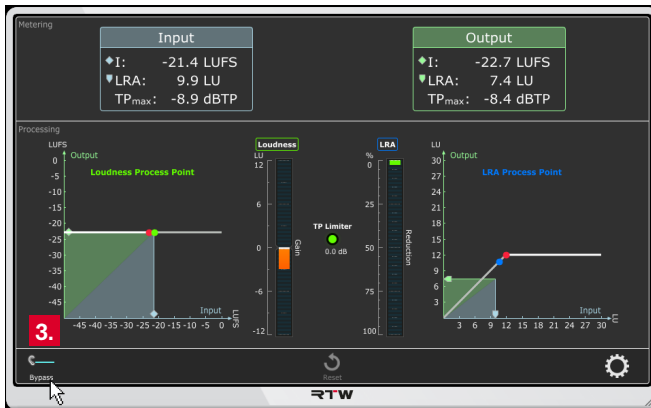 Metering
Input
I: -21.4 LUFS
LRA: 9.9 LU
TPmax: -8.9 dBTP
Output
I: -22.7 LUFS
LRA: 7.4 LU
TPmax: -8.4 dBTP
Processing
LUFS
Output
Loudness Process Point
0
-5
-10
-15
-20
-25
-30
-35
-40
-45
-45 -40 -35 -30 -25 -20 -15 -10 -5 0
Input
LUFS
Loudness
LU
12
6
0
-6
-12
Gain
TP Limiter
0.0 dB
LRA
%
0
25
50
75
100
Reduction
LU
Output
LRA Process Point
30
27
24
21
18
15
12
9
6
3
3 6 9 12 15 18 21 24 27 30
Input
LU
3.
Bypass
Reset
RTW